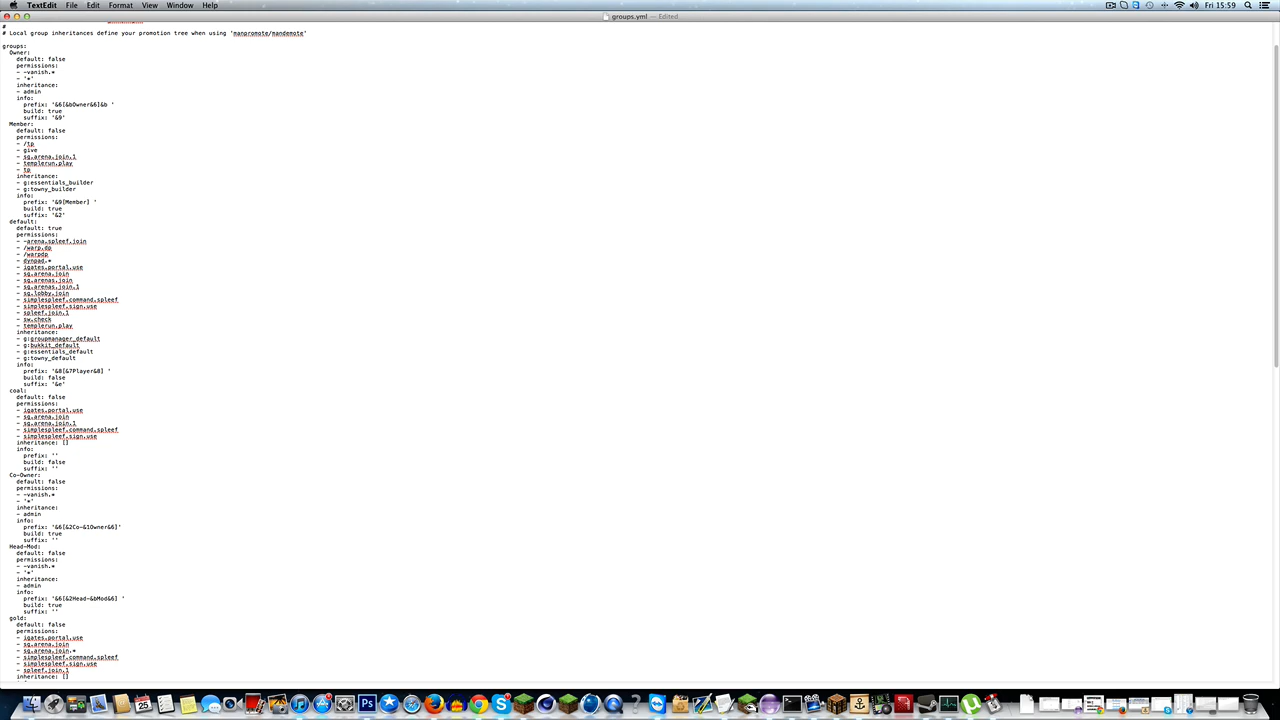 TextEdit File Edit Format View Window Help Fri 15:59
groups.yml — Edited
#
# Local group inheritances define your promotion tree when using 'manpromote/mandemote'
groups:
Owner:
default: false
permissions:
- -vanish.*
- '*'
inheritance:
- admin
info:
prefix: '&6[&bOwner&6]&b '
build: true
suffix: '&9'
Member:
default: false
permissions:
- /tp
- give
- sg.arena.join.1
- templerun.play
- tp
inheritance:
- g:essentials_builder
- g:towny_builder
info:
prefix: '&9[Member] '
build: true
suffix: '&2'
default:
default: true
permissions:
- -arena.spleef.join
- /warp.dp
- /warpdp
- dynpad.*
- igates.portal.use
- sg.arena.join
- sg.arenas.join
- sg.arenas.join.1
- sg.lobby.join
- simplespleef.command.spleef
- simplespleef.sign.use
- spleef.join.1
- sw.check
- templerun.play
inheritance:
- g:groupmanager_default
- g:bukkit_default
- g:essentials_default
- g:towny_default
info:
prefix: '&8[&7Player&8] '
build: false
suffix: '&e'
coal:
default: false
permissions:
- igates.portal.use
- sg.arena.join
- sg.arena.join.1
- simplespleef.command.spleef
- simplespleef.sign.use
inheritance: []
info:
prefix: ''
build: false
suffix: ''
Co-Owner:
default: false
permissions:
- -vanish.*
- '*'
inheritance:
- admin
info:
prefix: '&6[&2Co-&1Owner&6]'
build: true
suffix: ''
Head-Mod:
default: false
permissions:
- -vanish.*
- '*'
inheritance:
- admin
info:
prefix: '&6[&2Head-&bMod&6] '
build: true
suffix: ''
gold:
default: false
permissions:
- igates.portal.use
- sg.arena.join
- sg.arena.join.*
- simplespleef.command.spleef
- simplespleef.sign.use
- spleef.join.1
inheritance: []